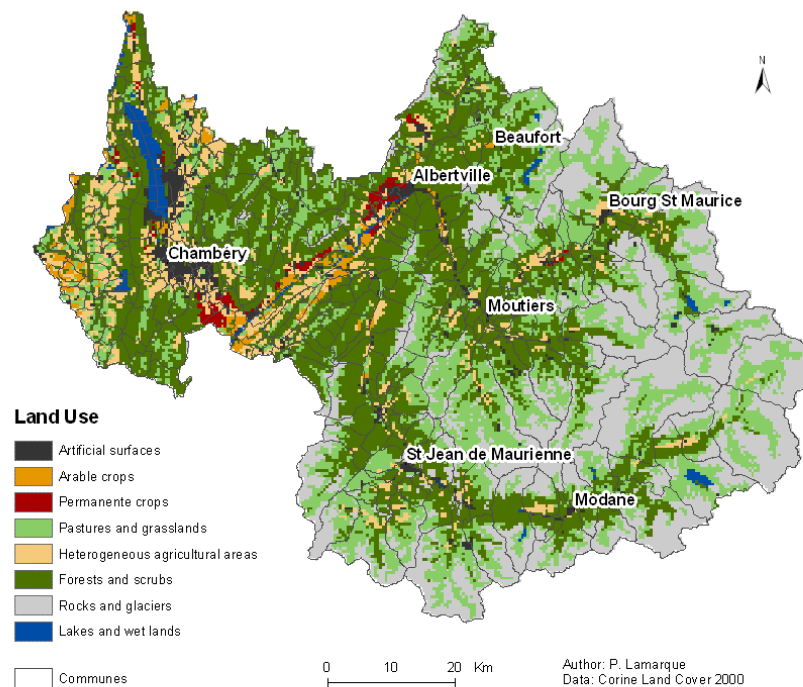 N
Beaufort
Albertville
Bourg St Maurice
Chambéry
Moutiers
St Jean de Maurienne
Modane
Land Use
Artificial surfaces
Arable crops
Permanente crops
Pastures and grasslands
Heterogeneous agricultural areas
Forests and scrubs
Rocks and glaciers
Lakes and wet lands
Communes
0 10 20 Km
Author: P. Lamarque
Data: Corine Land Cover 2000